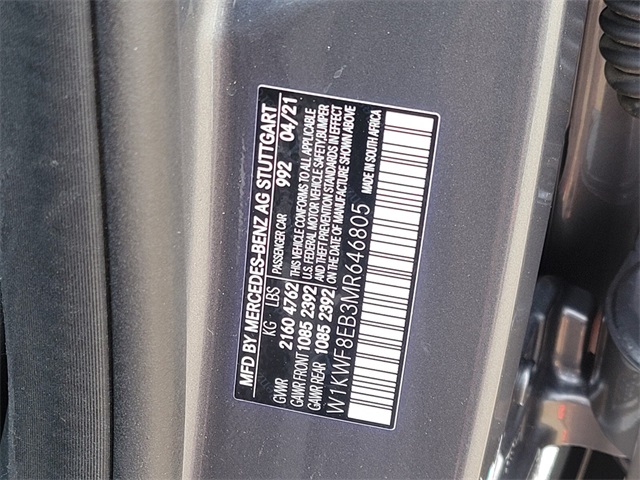 MFD BY MERCEDES-BENZ AG STUTTGART
KG LBS PASSENGER CAR 992 04/21
GVWR 2160 4762 THIS VEHICLE CONFORMS TO ALL APPLICABLE
GAWR FRONT 1085 2392 U.S. FEDERAL MOTOR VEHICLE SAFETY, BUMPER
GAWR REAR 1085 2392 AND THEFT PREVENTION STANDARDS IN EFFECT
ON THE DATE OF MANUFACTURE SHOWN ABOVE
W1KWF8EB3MR646805 MADE IN SOUTH AFRICA